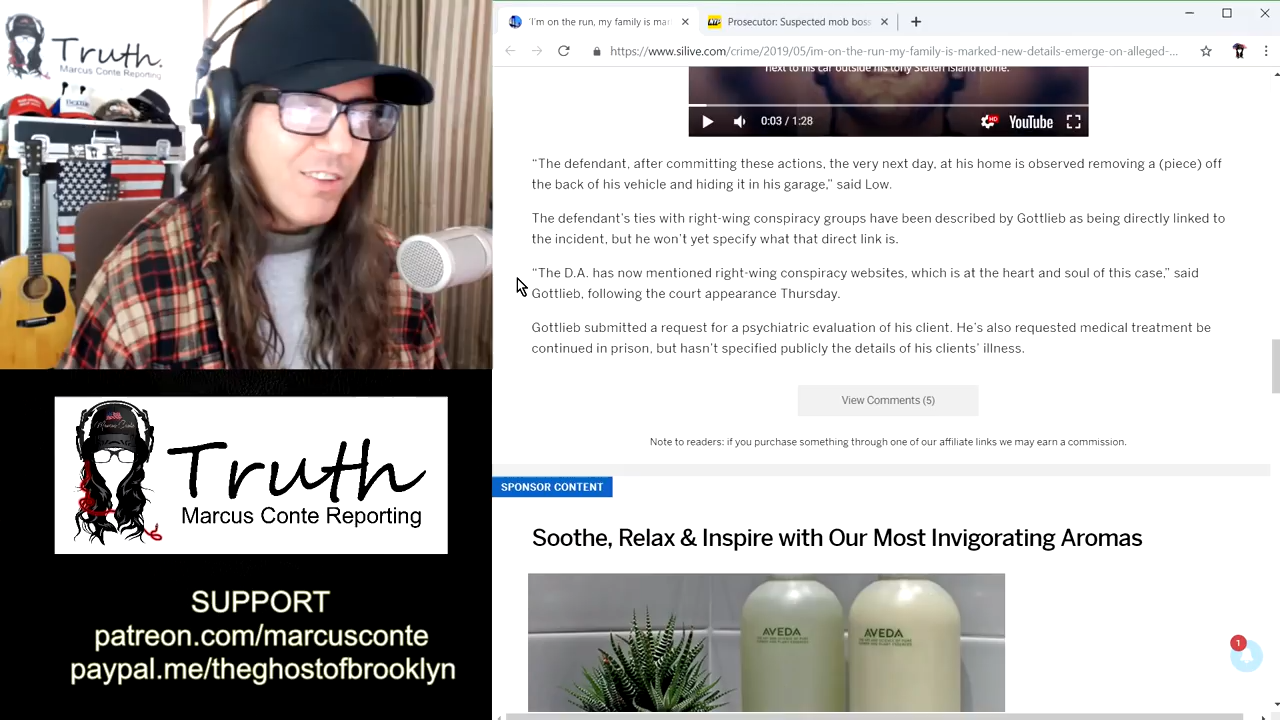 Truth.
Marcus Conte Reporting
Truth
Marcus Conte Reporting
SUPPORT
patreon.com/marcusconte
paypal.me/theghostofbrooklyn
'I'm on the run, my family is mar
Prosecutor: Suspected mob boss
https://www.silive.com/crime/2019/05/im-on-the-run-my-family-is-marked-new-details-emerge-on-alleged-...
next to his car outside his tony Staten Island home.
0:03 / 1:28
HD
YouTube
“The defendant, after committing these actions, the very next day, at his home is observed removing a (piece) off
the back of his vehicle and hiding it in his garage,” said Low.
The defendant’s ties with right-wing conspiracy groups have been described by Gottlieb as being directly linked to
the incident, but he won’t yet specify what that direct link is.
“The D.A. has now mentioned right-wing conspiracy websites, which is at the heart and soul of this case,” said
Gottlieb, following the court appearance Thursday.
Gottlieb submitted a request for a psychiatric evaluation of his client. He’s also requested medical treatment be
continued in prison, but hasn’t specified publicly the details of his clients’ illness.
View Comments (5)
Note to readers: if you purchase something through one of our affiliate links we may earn a commission.
SPONSOR CONTENT
Soothe, Relax & Inspire with Our Most Invigorating Aromas
AVEDA
AVEDA
1